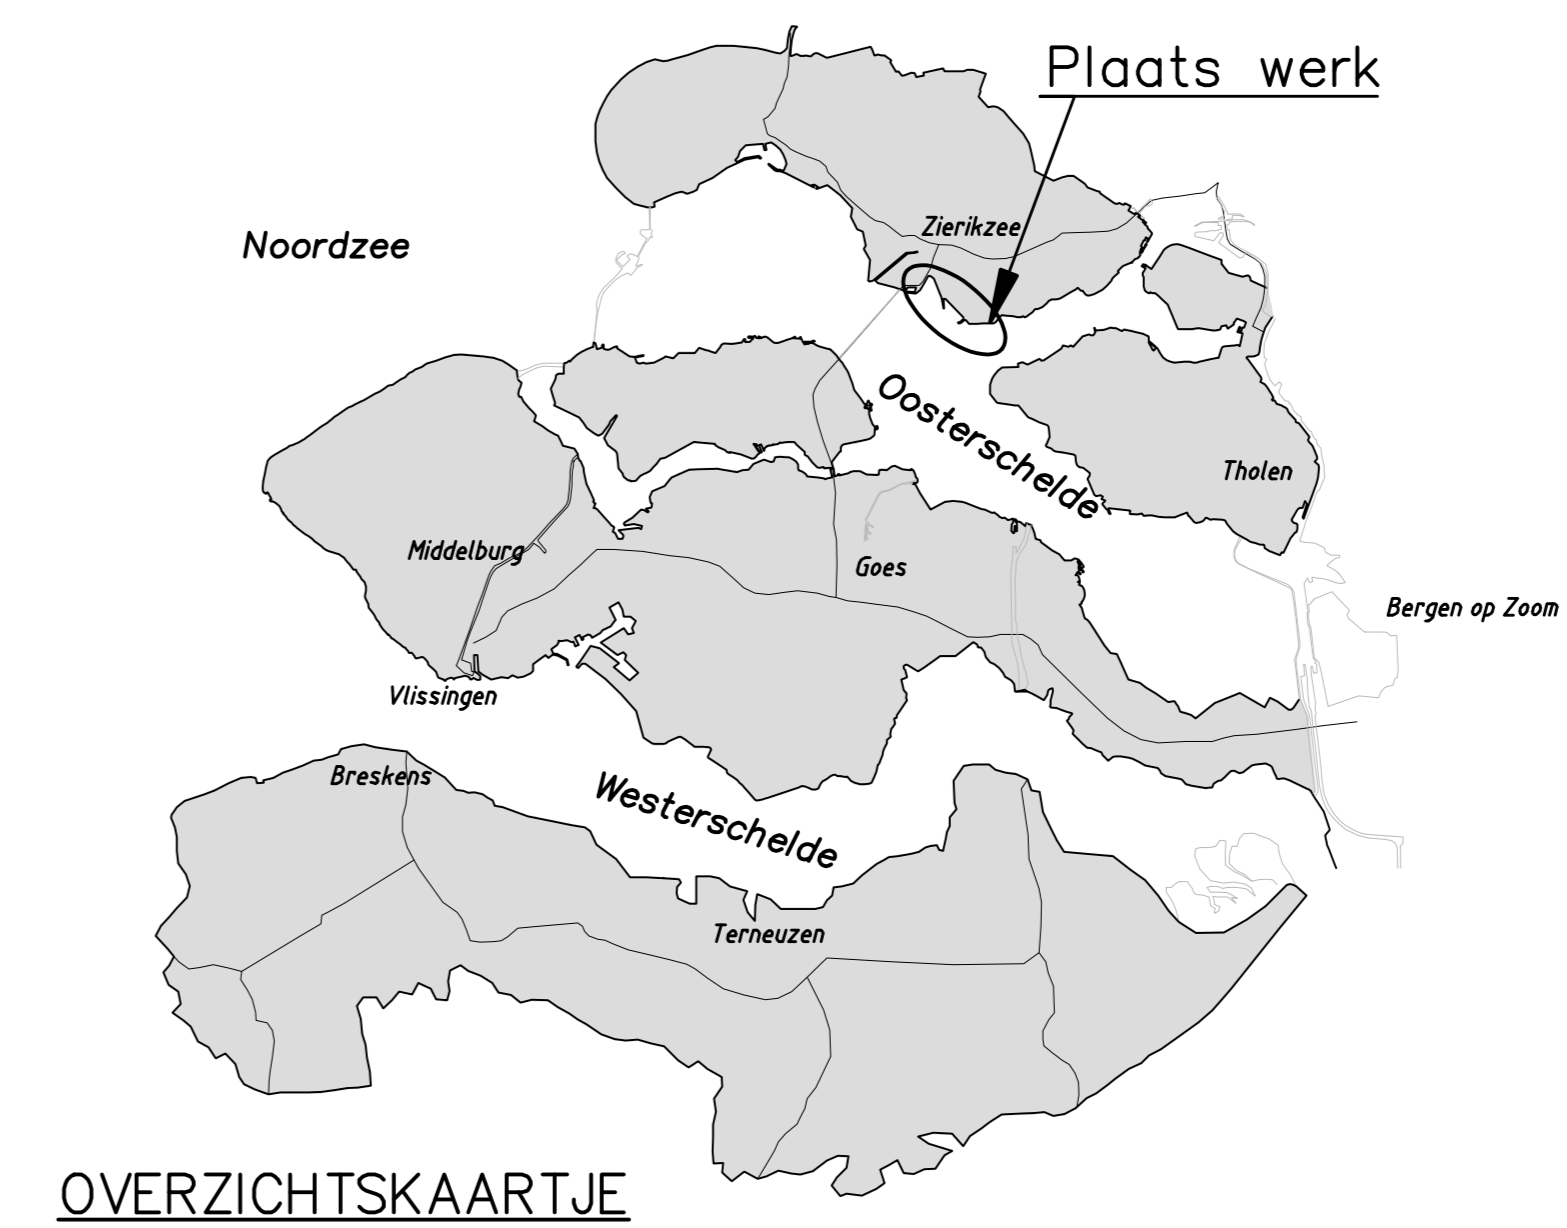 Plaats werk
Zierikzee
Noordzee
Oosterschelde
Tholen
Middelburg
Goes
Bergen op Zoom
Vlissingen
Breskens
Westerschelde
Terneuzen
OVERZICHTSKAARTJE